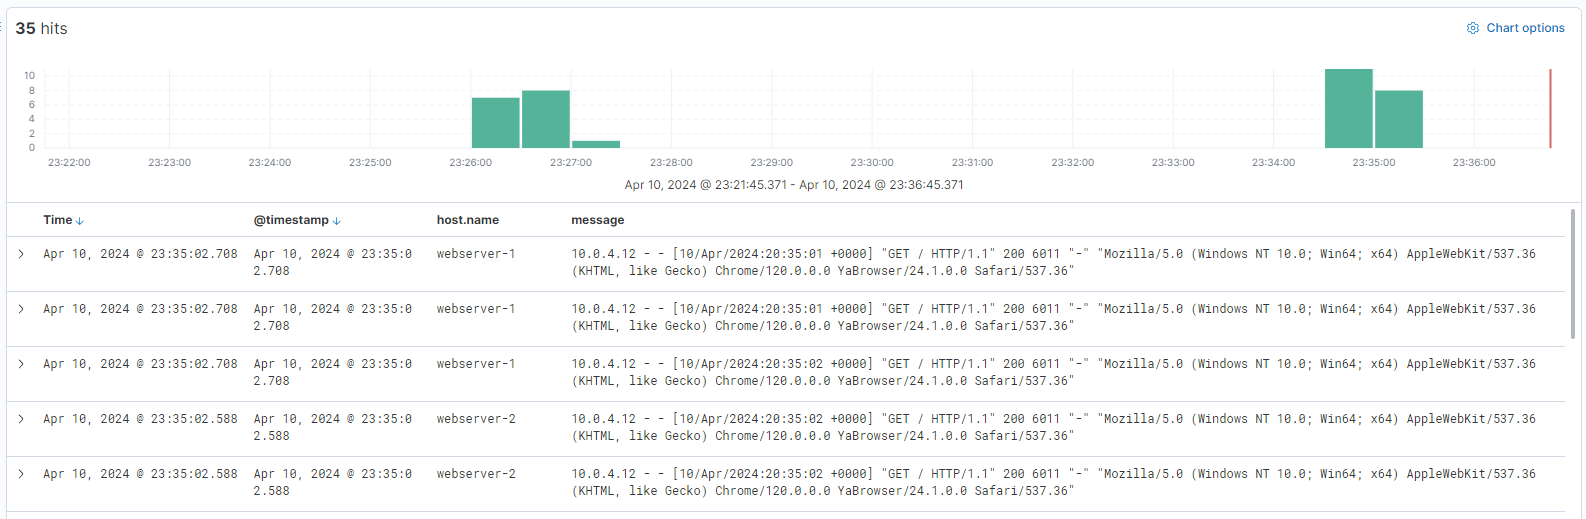 35 hits
Chart options
10
8
6
4
2
0
23:22:00 23:23:00 23:24:00 23:25:00 23:26:00 23:27:00 23:28:00 23:29:00 23:30:00 23:31:00 23:32:00 23:33:00 23:34:00 23:35:00 23:36:00
Apr 10, 2024 @ 23:21:45.371 - Apr 10, 2024 @ 23:36:45.371
Time @timestamp host.name message
Apr 10, 2024 @ 23:35:02.708 Apr 10, 2024 @ 23:35:0 webserver-1 10.0.4.12 - - [10/Apr/2024:20:35:01 +0000] "GET / HTTP/1.1" 200 6011 "-" "Mozilla/5.0 (Windows NT 10.0; Win64; x64) AppleWebKit/537.36
2.708 (KHTML, like Gecko) Chrome/120.0.0.0 YaBrowser/24.1.0.0 Safari/537.36"
Apr 10, 2024 @ 23:35:02.708 Apr 10, 2024 @ 23:35:0 webserver-1 10.0.4.12 - - [10/Apr/2024:20:35:01 +0000] "GET / HTTP/1.1" 200 6011 "-" "Mozilla/5.0 (Windows NT 10.0; Win64; x64) AppleWebKit/537.36
2.708 (KHTML, like Gecko) Chrome/120.0.0.0 YaBrowser/24.1.0.0 Safari/537.36"
Apr 10, 2024 @ 23:35:02.708 Apr 10, 2024 @ 23:35:0 webserver-1 10.0.4.12 - - [10/Apr/2024:20:35:02 +0000] "GET / HTTP/1.1" 200 6011 "-" "Mozilla/5.0 (Windows NT 10.0; Win64; x64) AppleWebKit/537.36
2.708 (KHTML, like Gecko) Chrome/120.0.0.0 YaBrowser/24.1.0.0 Safari/537.36"
Apr 10, 2024 @ 23:35:02.588 Apr 10, 2024 @ 23:35:0 webserver-2 10.0.4.12 - - [10/Apr/2024:20:35:02 +0000] "GET / HTTP/1.1" 200 6011 "-" "Mozilla/5.0 (Windows NT 10.0; Win64; x64) AppleWebKit/537.36
2.588 (KHTML, like Gecko) Chrome/120.0.0.0 YaBrowser/24.1.0.0 Safari/537.36"
Apr 10, 2024 @ 23:35:02.588 Apr 10, 2024 @ 23:35:0 webserver-2 10.0.4.12 - - [10/Apr/2024:20:35:02 +0000] "GET / HTTP/1.1" 200 6011 "-" "Mozilla/5.0 (Windows NT 10.0; Win64; x64) AppleWebKit/537.36
2.588 (KHTML, like Gecko) Chrome/120.0.0.0 YaBrowser/24.1.0.0 Safari/537.36"